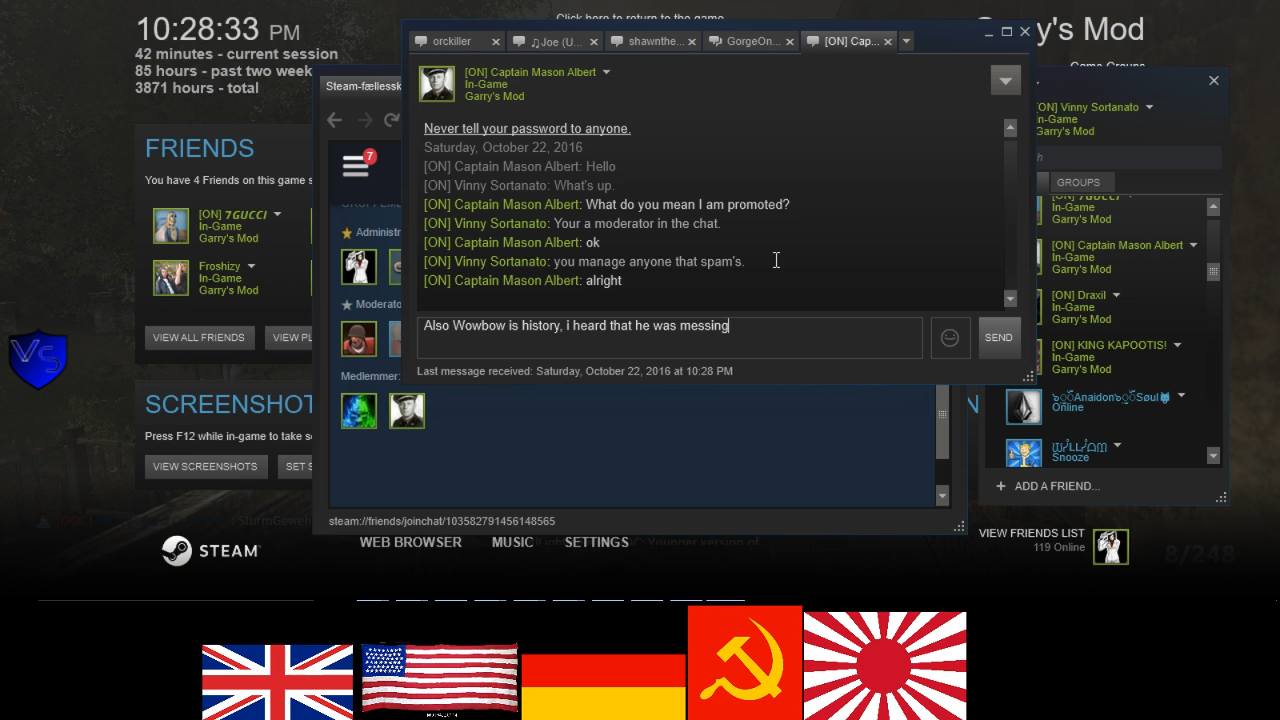 10:28:33 PM
42 minutes - current session
85 hours - past two week
3871 hours - total
Click here to return to the game
y's Mod
Game Groups
FRIENDS
You have 4 Friends on this game s
[ON] 7GUCCI
In-Game
Garry's Mod
Froshizy
In-Game
Garry's Mod
VIEW ALL FRIENDS
VIEW PL
SCREENSHOT
Press F12 while in-game to take s
VIEW SCREENSHOTS
SET S
VS
Steam-fællessk
7
Administr
Moderato
Medlemmer:
steam://friends/joinchat/103582791456148565
orckiller
♫Joe (U...
shawnthe...
GorgeOn...
[ON] Cap...
[ON] Captain Mason Albert
In-Game
Garry's Mod
Never tell your password to anyone.
Saturday, October 22, 2016
[ON] Captain Mason Albert: Hello
[ON] Vinny Sortanato: What's up.
[ON] Captain Mason Albert: What do you mean I am promoted?
[ON] Vinny Sortanato: Your a moderator in the chat.
[ON] Captain Mason Albert: ok
[ON] Vinny Sortanato: you manage anyone that spam's.
[ON] Captain Mason Albert: alright
Also Wowbow is history, i heard that he was messing
SEND
Last message received: Saturday, October 22, 2016 at 10:28 PM
[ON] Vinny Sortanato
In-Game
Garry's Mod
GROUPS
[ON] 7GUCCI
In-Game
Garry's Mod
[ON] Captain Mason Albert
In-Game
Garry's Mod
[ON] Draxil
In-Game
Garry's Mod
[ON] KING KAPOOTIS!
In-Game
Garry's Mod
Online
Snooze
+ ADD A FRIEND...
STEAM
WEB BROWSER
MUSIC
SETTINGS
VIEW FRIENDS LIST
119 Online
8/248